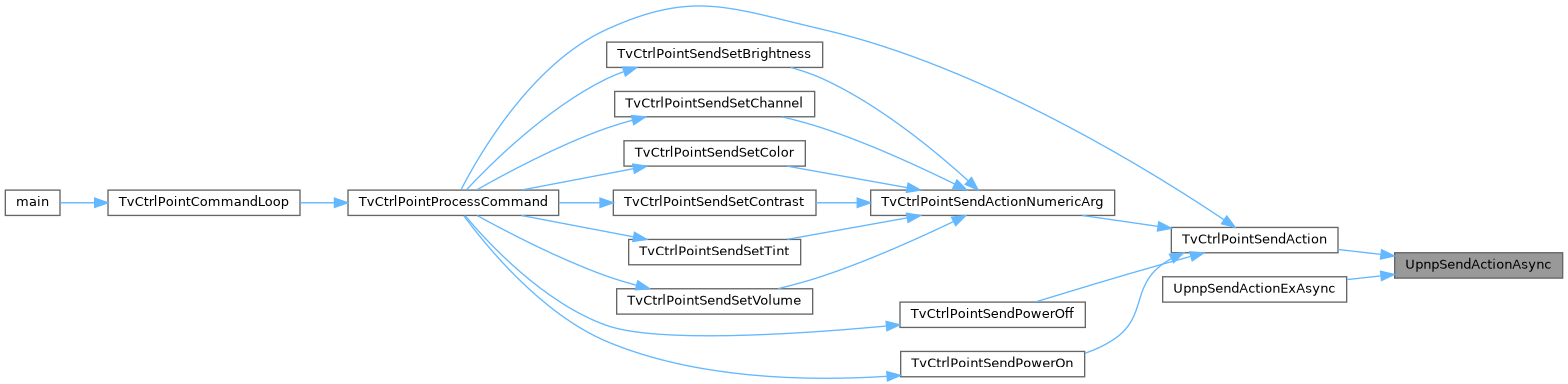 main
TvCtrlPointCommandLoop
TvCtrlPointProcessCommand
TvCtrlPointSendSetBrightness
TvCtrlPointSendSetChannel
TvCtrlPointSendSetColor
TvCtrlPointSendSetContrast
TvCtrlPointSendSetTint
TvCtrlPointSendSetVolume
TvCtrlPointSendActionNumericArg
TvCtrlPointSendPowerOff
TvCtrlPointSendPowerOn
TvCtrlPointSendAction
UpnpSendActionExAsync
UpnpSendActionAsync